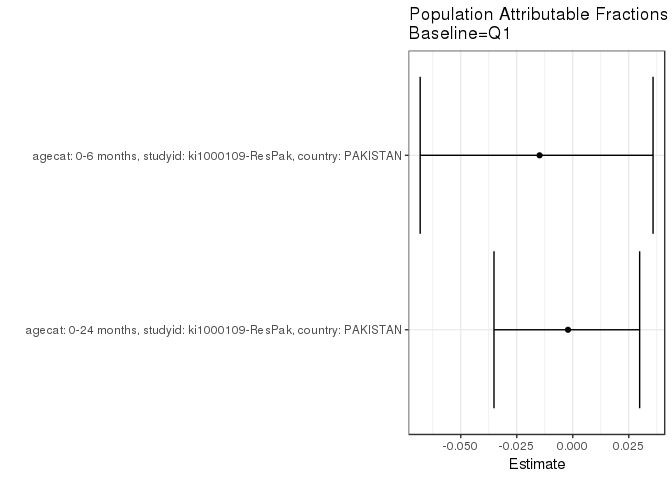 Population Attributable Fractions
Baseline=Q1
agecat: 0-6 months, studyid: ki1000109-ResPak, country: PAKISTAN
agecat: 0-24 months, studyid: ki1000109-ResPak, country: PAKISTAN
-0.050 -0.025 0.000 0.025
Estimate